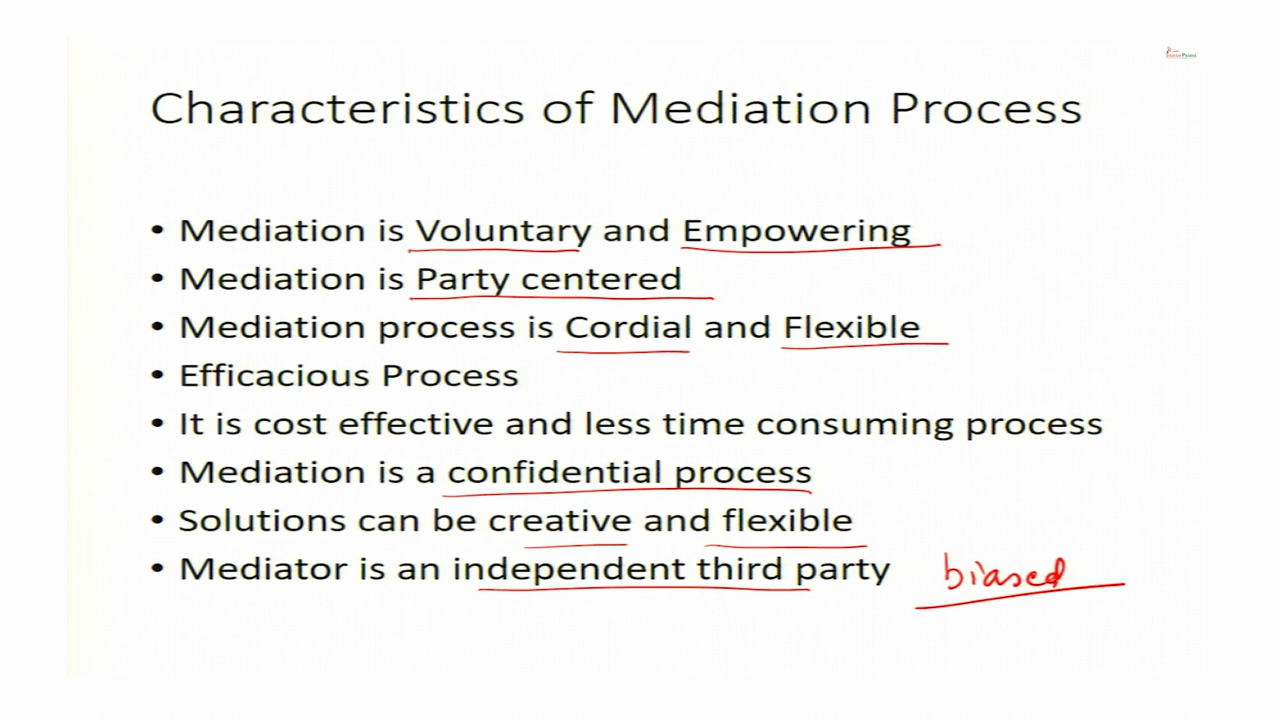 Characteristics of Mediation Process
• Mediation is Voluntary and Empowering
• Mediation is Party centered
• Mediation process is Cordial and Flexible
• Efficacious Process
• It is cost effective and less time consuming process
• Mediation is a confidential process
• Solutions can be creative and flexible
• Mediator is an independent third party biased